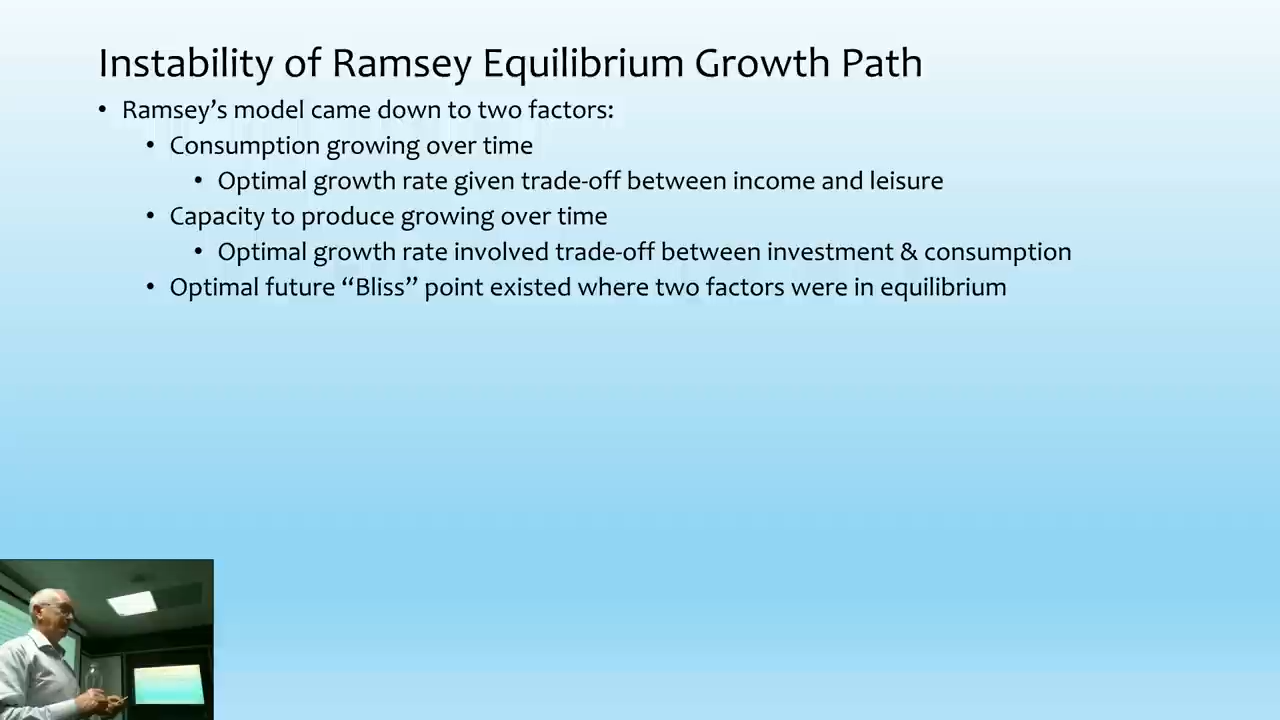 Instability of Ramsey Equilibrium Growth Path
• Ramsey’s model came down to two factors:
• Consumption growing over time
• Optimal growth rate given trade-off between income and leisure
• Capacity to produce growing over time
• Optimal growth rate involved trade-off between investment & consumption
• Optimal future “Bliss” point existed where two factors were in equilibrium